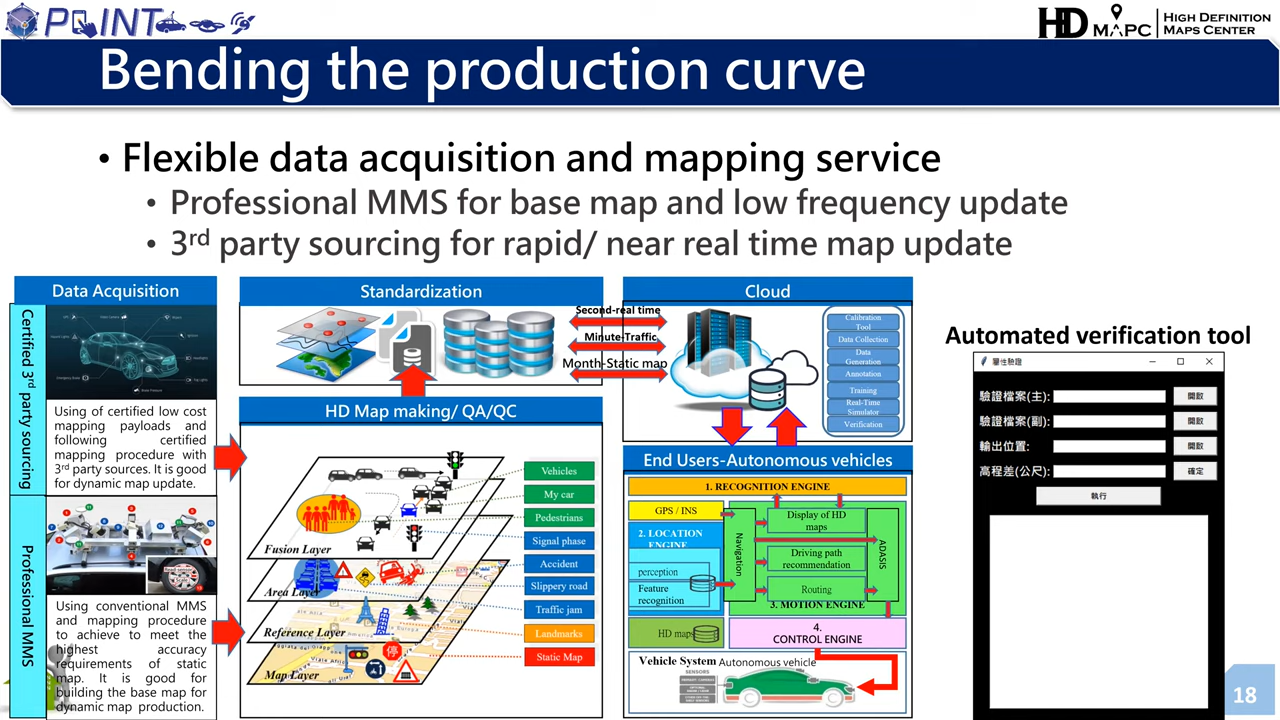 POINT
HD MAPC
HIGH DEFINITION
MAPS CENTER
Bending the production curve
• Flexible data acquisition and mapping service
• Professional MMS for base map and low frequency update
• 3rd party sourcing for rapid/ near real time map update
Data Acquisition
Certified 3rd party sourcing
Using of certified low cost
mapping payloads and
following certified
mapping procedure with
3rd party sources. It is good
for dynamic map update.
Professional MMS
Using conventional MMS
and mapping procedure
to achieve to meet the
highest accuracy
requirements of static
map. It is good for
building the base map for
dynamic map production.
Standardization
Second-real time
Minute-Traffic
Month-Static map
HD Map making/ QA/QC
Fusion Layer
Area Layer
Reference Layer
Map Layer
停
Vehicles
My car
Pedestrians
Signal phase
Accident
Slippery road
Traffic jam
Landmarks
Static Map
Cloud
Calibration
Tool
Data Collection
Data
Generation
Annotation
Training
Real-Time
Simulator
Verification
End Users-Autonomous vehicles
1. RECOGNITION ENGINE
GPS / INS
2. LOCATION
ENGINE
perception
Feature
recognition
HD maps
Navigation
Display of HD
maps
Driving path
recommendation
Routing
ADASIS
3. MOTION ENGINE
4.
CONTROL ENGINE
Vehicle System Autonomous vehicle
SENSORS
Automated verification tool
屬性驗證
驗證檔案(主): 開啟
驗證檔案(副): 開啟
輸出位置: 開啟
高程差(公尺): 確定
執行
18